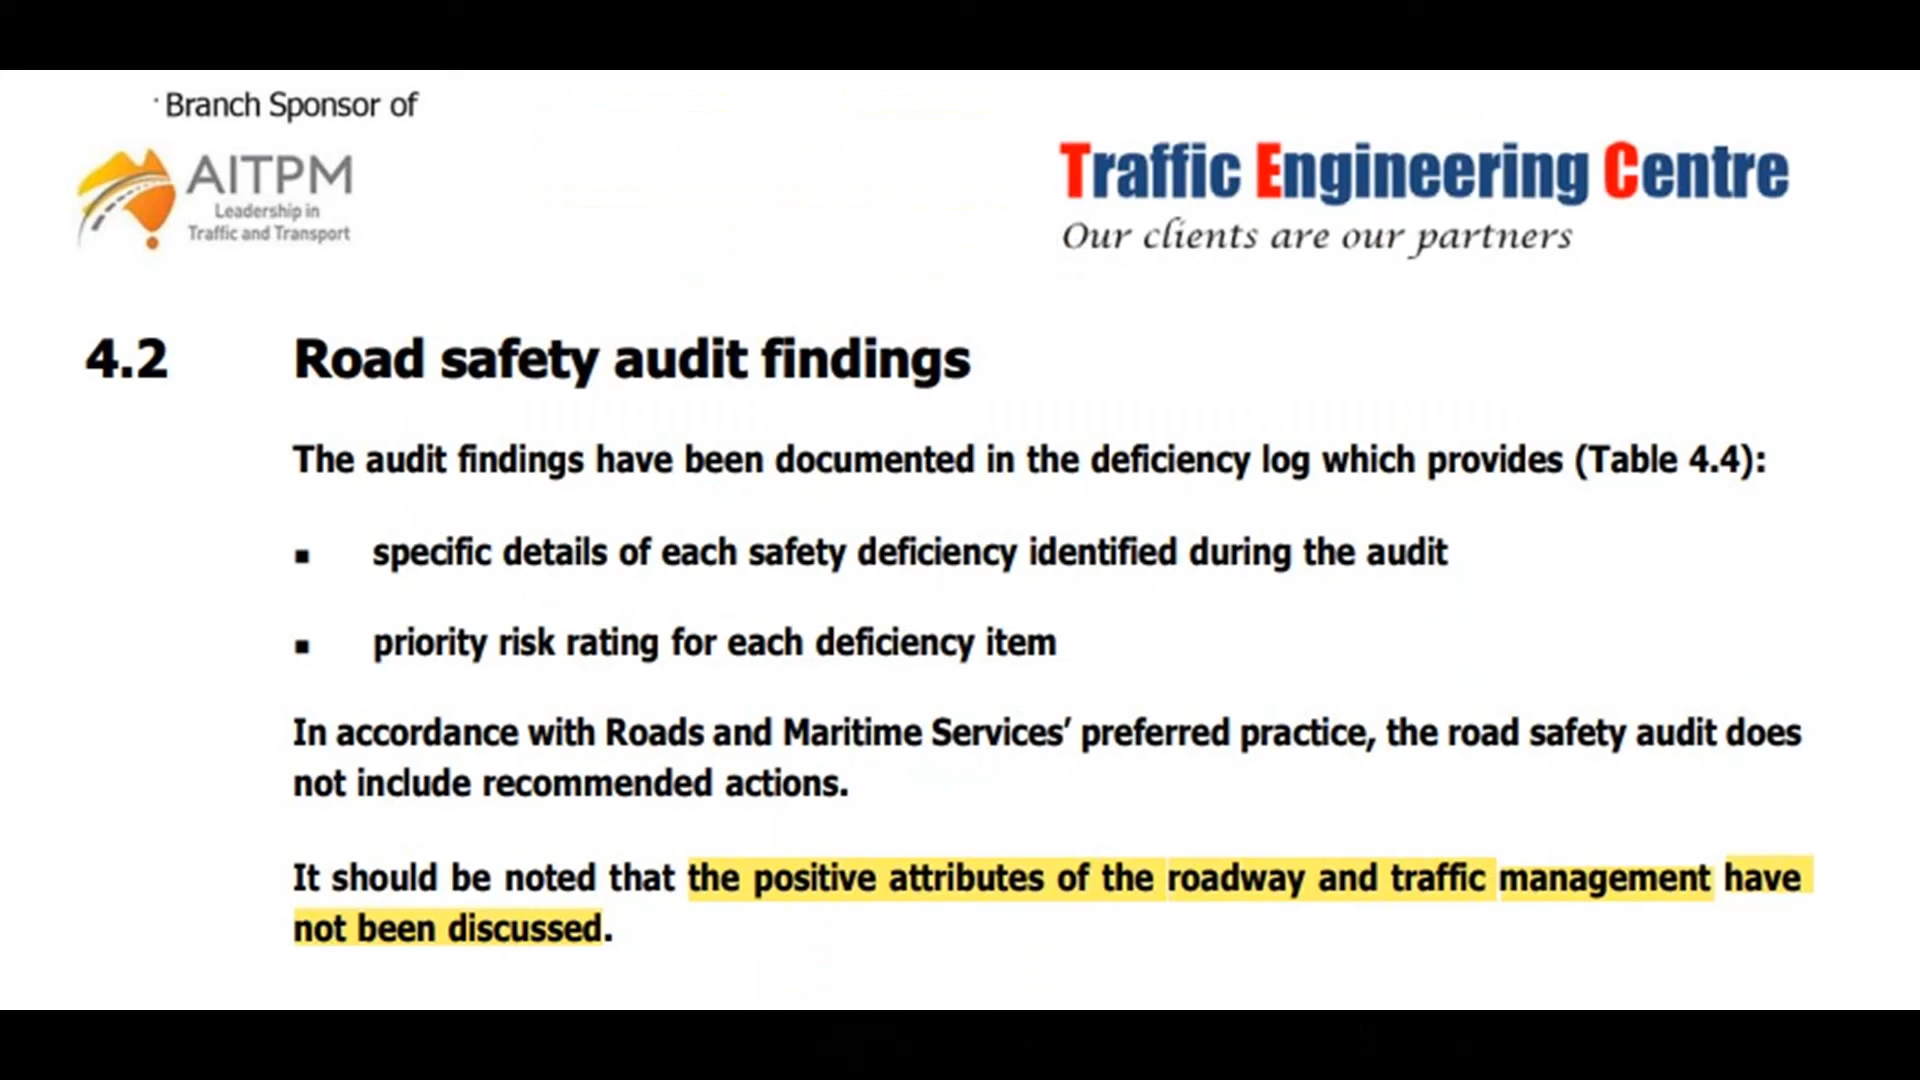 Branch Sponsor of
AITPM
Leadership in
Traffic and Transport
Traffic Engineering Centre
Our clients are our partners
4.2 Road safety audit findings
The audit findings have been documented in the deficiency log which provides (Table 4.4):
▪ specific details of each safety deficiency identified during the audit
▪ priority risk rating for each deficiency item
In accordance with Roads and Maritime Services’ preferred practice, the road safety audit does
not include recommended actions.
It should be noted that the positive attributes of the roadway and traffic management have
not been discussed.